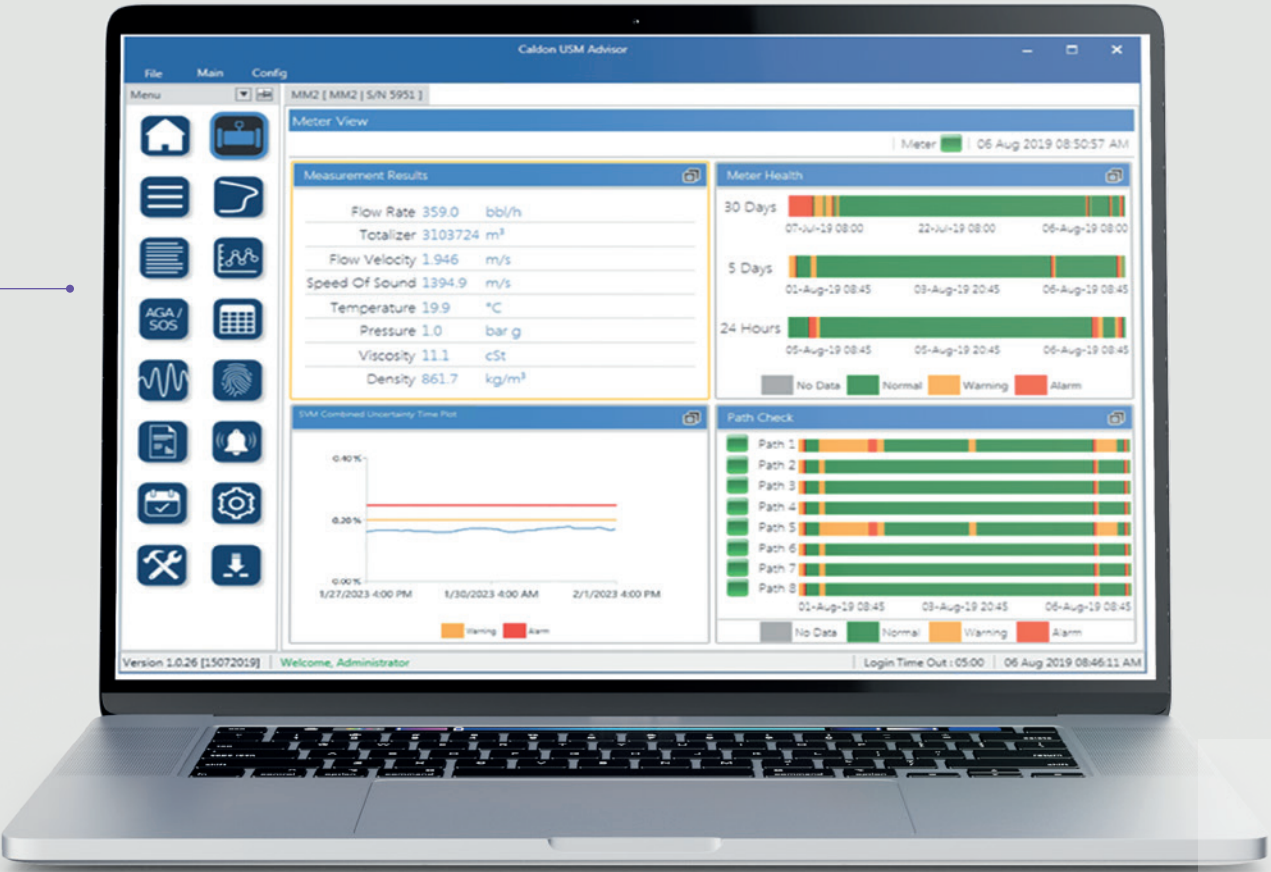 Caldon USM Advisor
File Main Config
Menu
MM2 [ MM2 | S/N 5951 ]
Meter View
Meter 06 Aug 2019 08:50:57 AM
Measurement Results
Flow Rate 359.0 bbl/h
Totalizer 3103724 m³
Flow Velocity 1.946 m/s
Speed Of Sound 1394.9 m/s
Temperature 19.9 °C
Pressure 1.0 bar g
Viscosity 11.1 cSt
Density 861.7 kg/m³
Meter Health
30 Days
07-Jul-19 08:00 22-Jul-19 08:00 06-Aug-19 08:00
5 Days
01-Aug-19 08:45 03-Aug-19 20:45 06-Aug-19 08:45
24 Hours
05-Aug-19 08:45 05-Aug-19 20:45 06-Aug-19 08:45
No Data Normal Warning Alarm
AGA /
SOS
SVM Combined Uncertainty Time Plot
0.40%
0.20%
0.00%
1/27/2023 4:00 PM 1/30/2023 4:00 AM 2/1/2023 4:00 PM
Warning Alarm
Path Check
Path 1
Path 2
Path 3
Path 4
Path 5
Path 6
Path 7
Path 8
01-Aug-19 08:45 03-Aug-19 20:45 06-Aug-19 08:45
No Data Normal Warning Alarm
Version 1.0.26 [15072019] Welcome, Administrator
Login Time Out : 05:00 06 Aug 2019 08:46:11 AM
control option command
command option